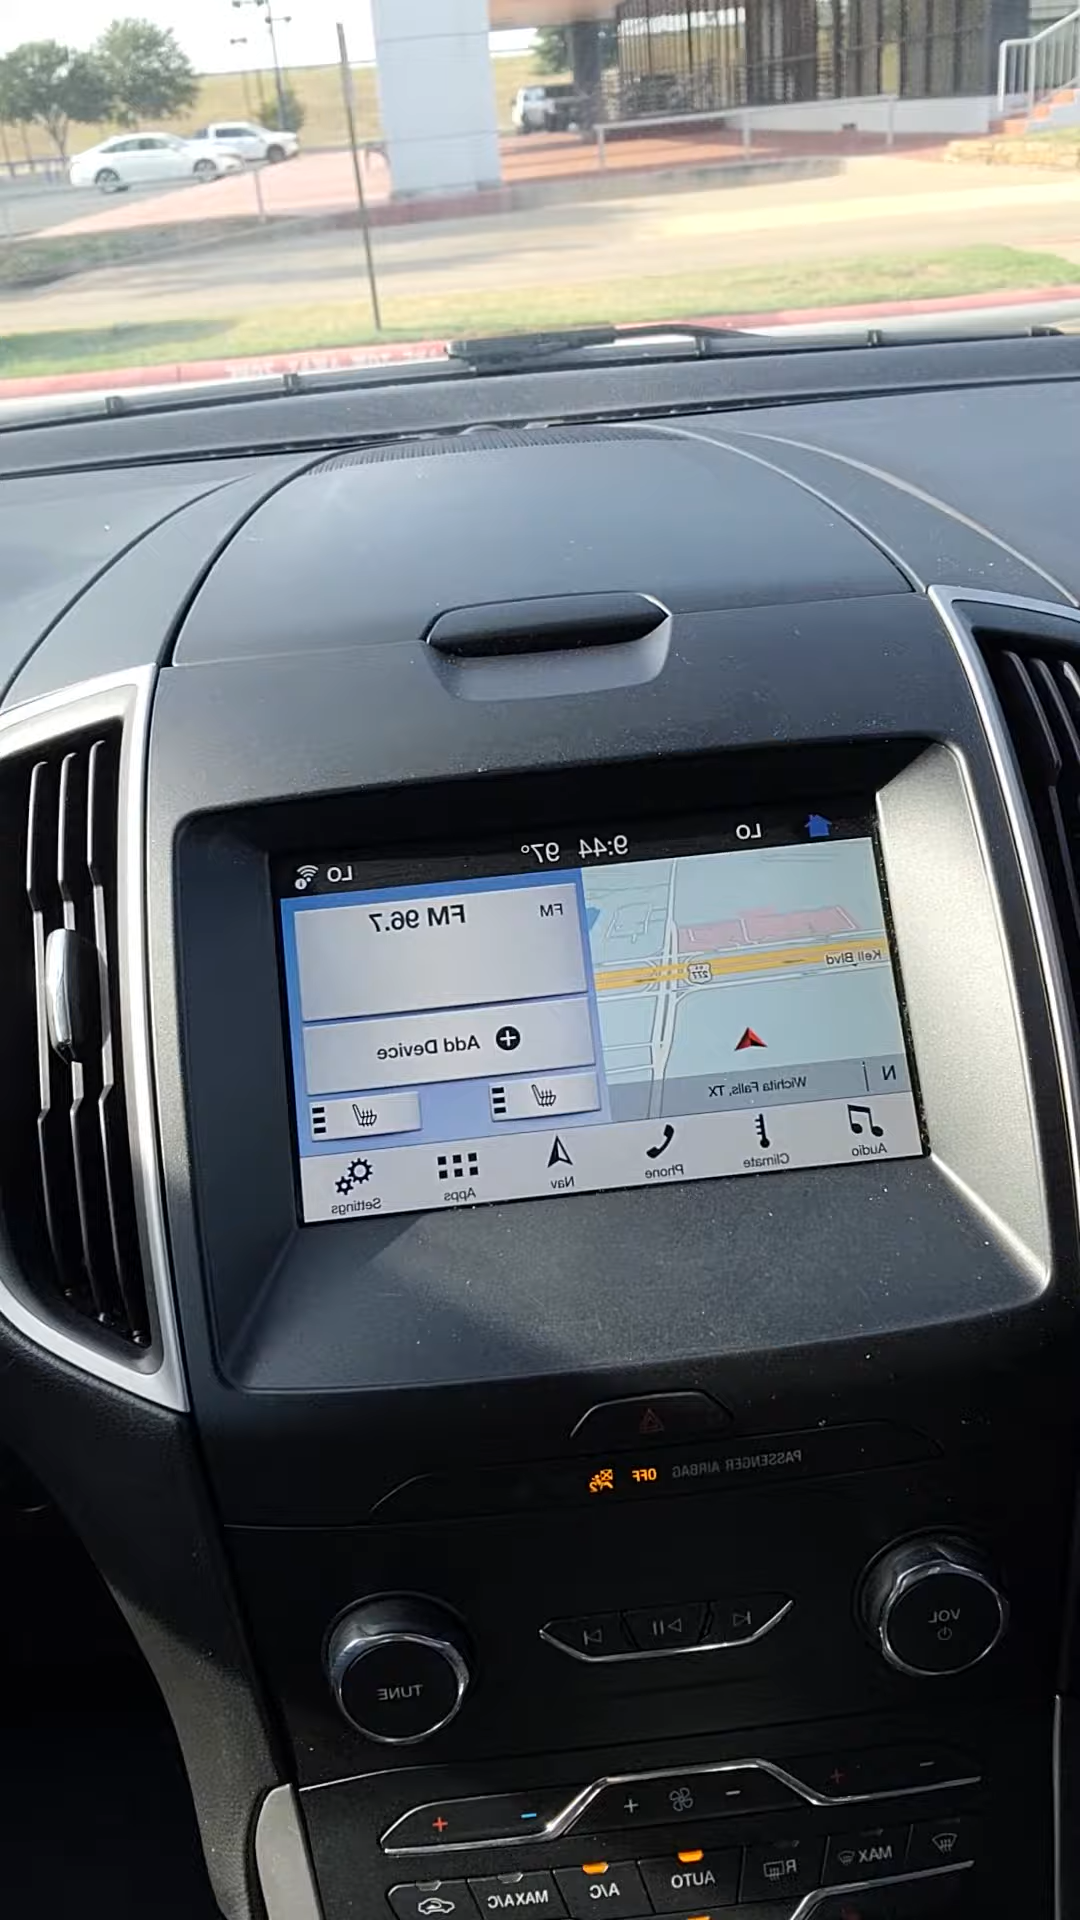 LO 9:44 97° LO
FM FM 96.7
Add Device
Kell Blvd
US 277
N Wichita Falls, TX
Audio Climate Phone Nav Apps Settings
PASSENGER AIRBAG OFF
VOL
TUNE
MAX R AUTO A/C MAX A/C